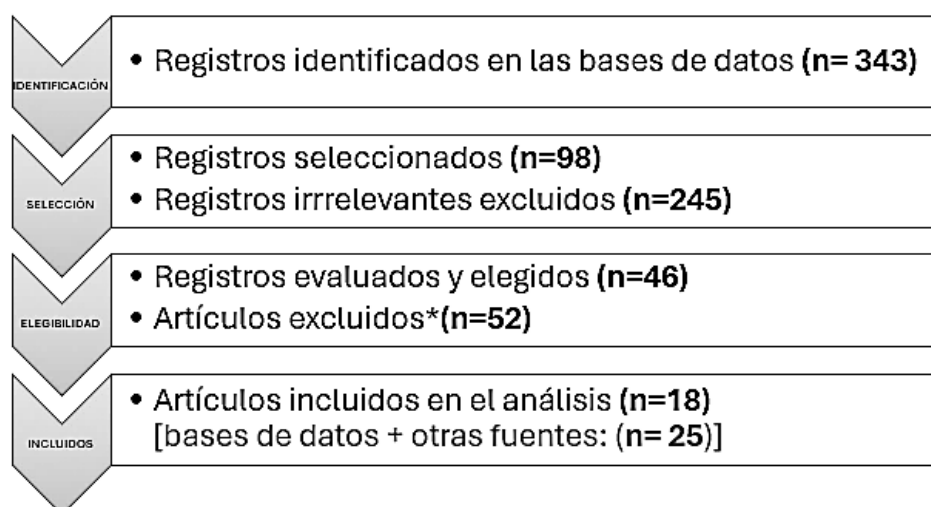 IDENTIFICACIÓN
• Registros identificados en las bases de datos (n= 343)
SELECCIÓN
• Registros seleccionados (n=98)
• Registros irrrelevantes excluidos (n=245)
ELEGIBILIDAD
• Registros evaluados y elegidos (n=46)
• Artículos excluidos*(n=52)
INCLUIDOS
• Artículos incluidos en el análisis (n=18)
[bases de datos + otras fuentes: (n= 25)]